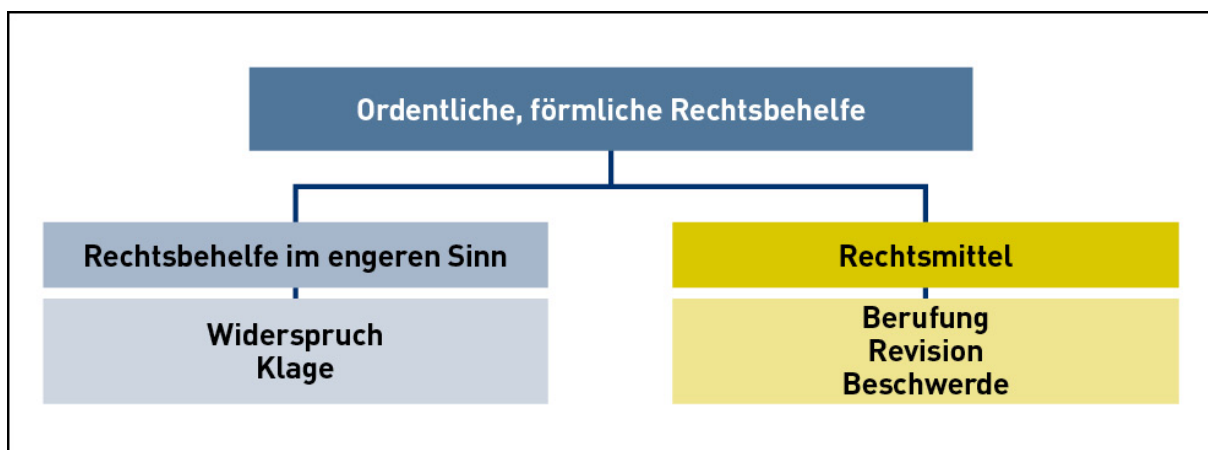 Ordentliche, förmliche Rechtsbehelfe
Rechtsbehelfe im engeren Sinn
Widerspruch
Klage
Rechtsmittel
Berufung
Revision
Beschwerde